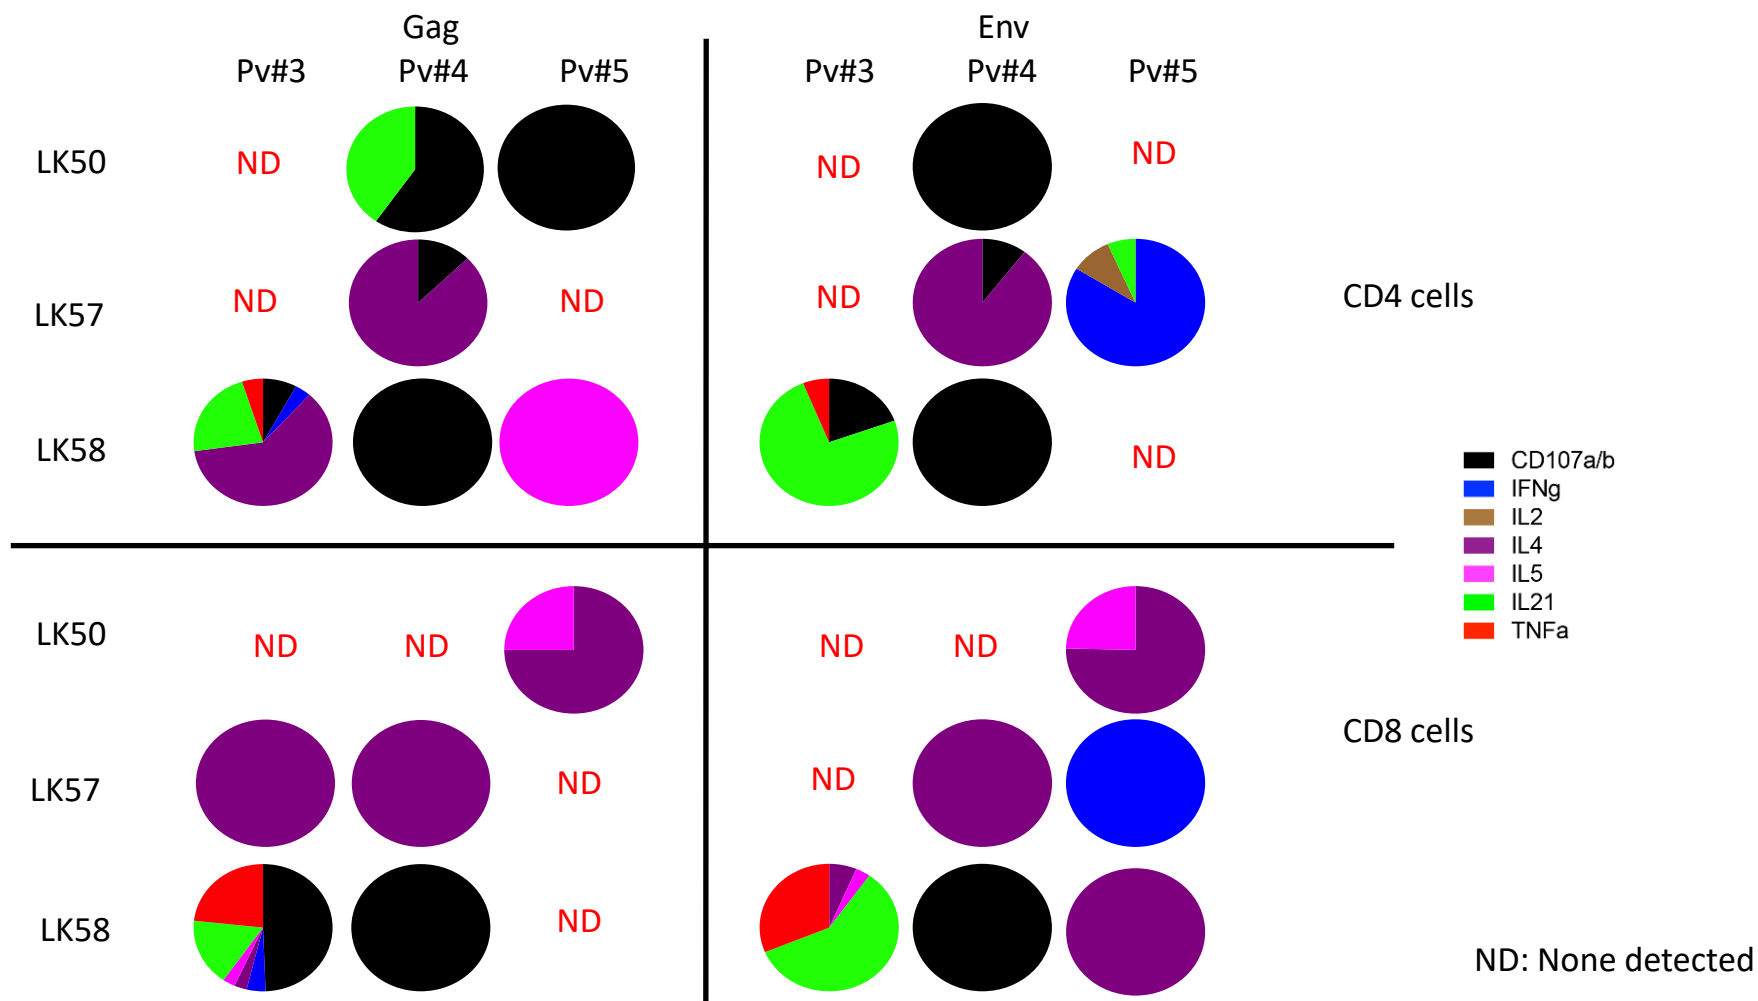 Gag
Env
Pv#3 Pv#4 Pv#5
Pv#3 Pv#4 Pv#5
LK50
ND
ND
ND
LK57
ND
ND
ND
CD4 cells
LK58
ND
CD107a/b
IFNg
IL2
IL4
IL5
IL21
TNFa
LK50
ND
ND
ND
ND
CD8 cells
LK57
ND
ND
LK58
ND
ND: None detected